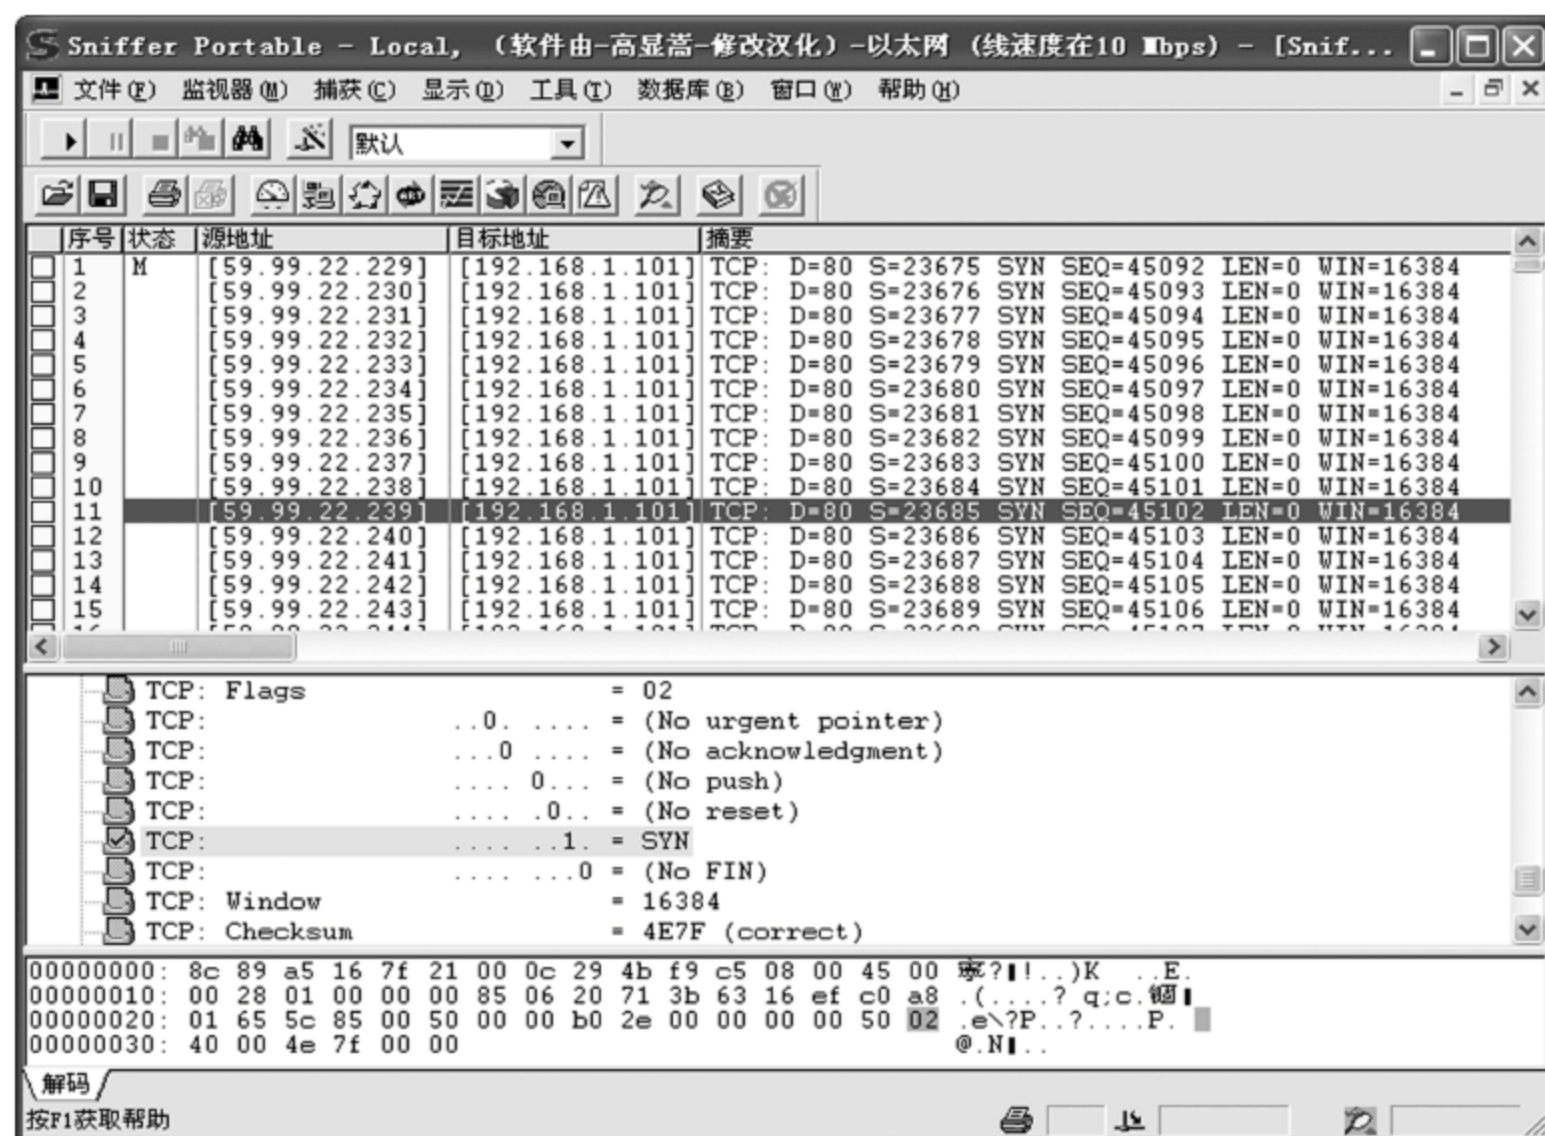 Sniffer Portable - Local, (软件由-高显嵩-修改汉化)-以太网 (线速度在10 Mbps) - [Snif...
文件(F) 监视器(M) 捕获(C) 显示(D) 工具(T) 数据库(B) 窗口(W) 帮助(H)
默认
序号 状态 源地址 目标地址 摘要
1 M [59.99.22.229] [192.168.1.101] TCP: D=80 S=23675 SYN SEQ=45092 LEN=0 WIN=16384
2 [59.99.22.230] [192.168.1.101] TCP: D=80 S=23676 SYN SEQ=45093 LEN=0 WIN=16384
3 [59.99.22.231] [192.168.1.101] TCP: D=80 S=23677 SYN SEQ=45094 LEN=0 WIN=16384
4 [59.99.22.232] [192.168.1.101] TCP: D=80 S=23678 SYN SEQ=45095 LEN=0 WIN=16384
5 [59.99.22.233] [192.168.1.101] TCP: D=80 S=23679 SYN SEQ=45096 LEN=0 WIN=16384
6 [59.99.22.234] [192.168.1.101] TCP: D=80 S=23680 SYN SEQ=45097 LEN=0 WIN=16384
7 [59.99.22.235] [192.168.1.101] TCP: D=80 S=23681 SYN SEQ=45098 LEN=0 WIN=16384
8 [59.99.22.236] [192.168.1.101] TCP: D=80 S=23682 SYN SEQ=45099 LEN=0 WIN=16384
9 [59.99.22.237] [192.168.1.101] TCP: D=80 S=23683 SYN SEQ=45100 LEN=0 WIN=16384
10 [59.99.22.238] [192.168.1.101] TCP: D=80 S=23684 SYN SEQ=45101 LEN=0 WIN=16384
11 [59.99.22.239] [192.168.1.101] TCP: D=80 S=23685 SYN SEQ=45102 LEN=0 WIN=16384
12 [59.99.22.240] [192.168.1.101] TCP: D=80 S=23686 SYN SEQ=45103 LEN=0 WIN=16384
13 [59.99.22.241] [192.168.1.101] TCP: D=80 S=23687 SYN SEQ=45104 LEN=0 WIN=16384
14 [59.99.22.242] [192.168.1.101] TCP: D=80 S=23688 SYN SEQ=45105 LEN=0 WIN=16384
15 [59.99.22.243] [192.168.1.101] TCP: D=80 S=23689 SYN SEQ=45106 LEN=0 WIN=16384
TCP: Flags = 02
TCP: ..0. .... = (No urgent pointer)
TCP: ...0 .... = (No acknowledgment)
TCP: .... 0... = (No push)
TCP: .... .0.. = (No reset)
TCP: .... ..1. = SYN
TCP: .... ...0 = (No FIN)
TCP: Window = 16384
TCP: Checksum = 4E7F (correct)
00000000: 8c 89 a5 16 7f 21 00 0c 29 4b f9 c5 08 00 45 00 ?!..)K ..E.
00000010: 00 28 01 00 00 00 85 06 20 71 3b 63 16 ef c0 a8 .(....? q;c.
00000020: 01 65 5c 85 00 50 00 00 b0 2e 00 00 00 00 50 02 .e\?P..?....P.
00000030: 40 00 4e 7f 00 00 @.N..
解码
按F1获取帮助